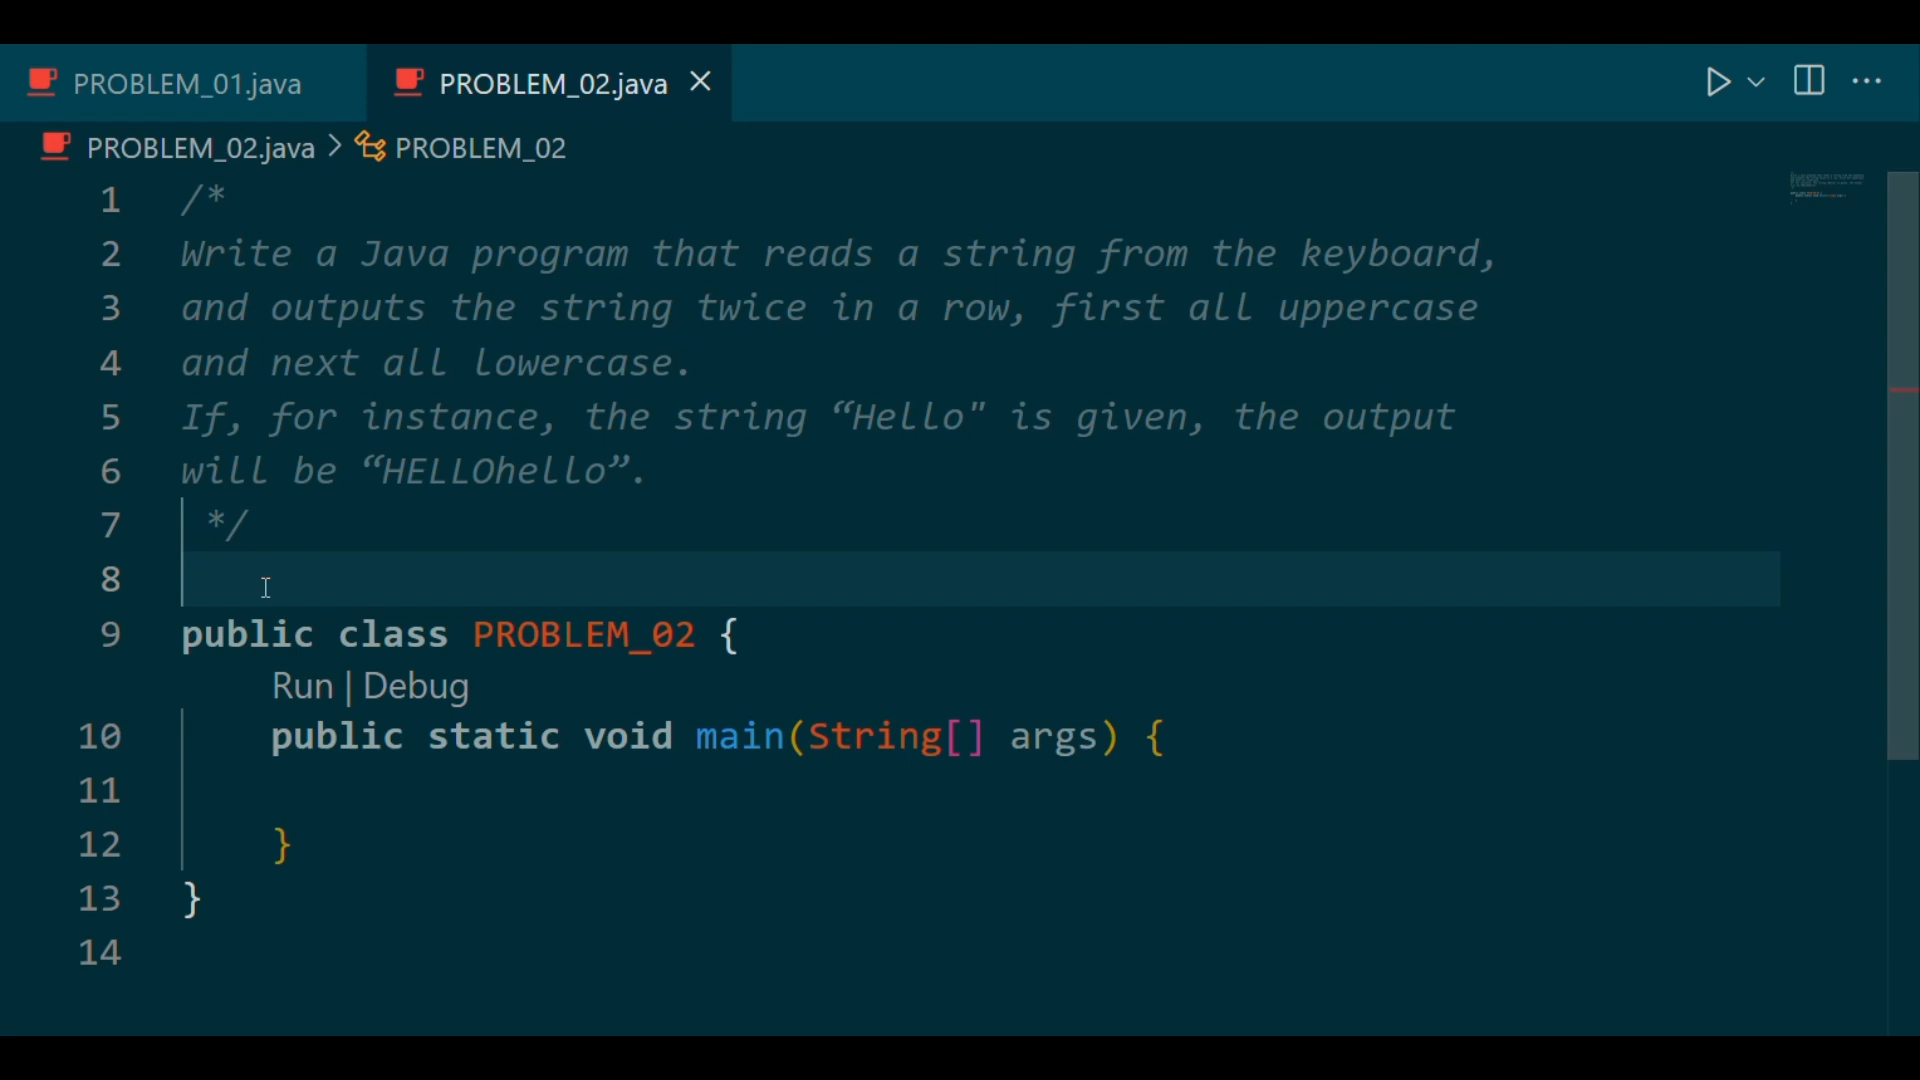 PROBLEM_01.java PROBLEM_02.java
PROBLEM_02.java > PROBLEM_02
1 /*
2 Write a Java program that reads a string from the keyboard,
3 and outputs the string twice in a row, first all uppercase
4 and next all lowercase.
5 If, for instance, the string “Hello" is given, the output
6 will be “HELLOhello”.
7 */
8
9 public class PROBLEM_02 {
Run | Debug
10 public static void main(String[] args) {
11
12 }
13 }
14